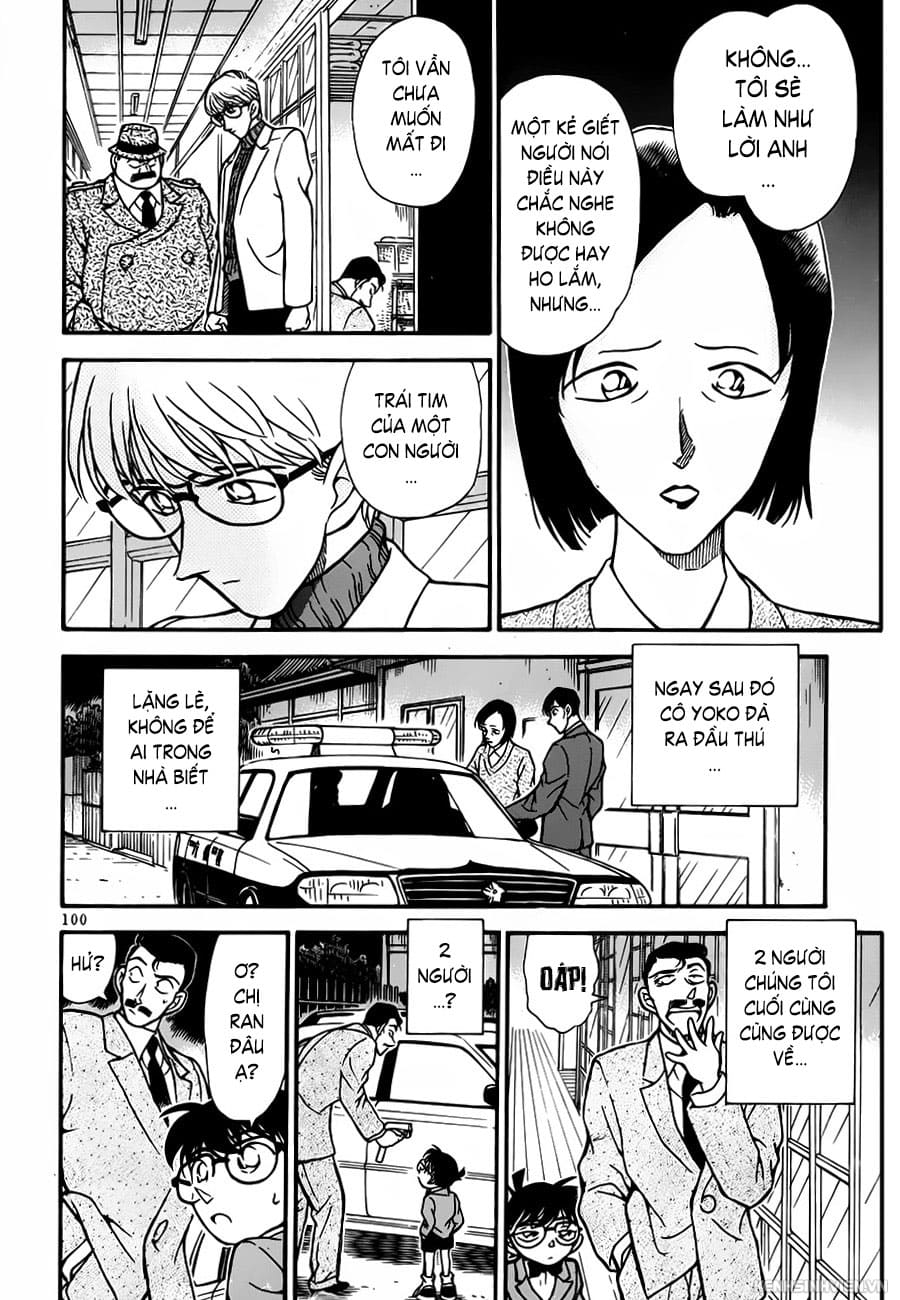 KHÔNG...
TÔI SẼ
LÀM NHƯ
LỜI ANH
...
MỘT KẺ GIẾT
NGƯỜI NÓI
ĐIỀU NÀY
CHẮC NGHE
KHÔNG
ĐƯỢC HAY
HO LẮM,
NHƯNG...
TÔI VẪN
CHƯA
MUỐN
MẤT ĐI
...
TRÁI TIM
CỦA MỘT
CON NGƯỜI
...
NGAY SAU ĐÓ
CÔ YOKO ĐÃ
RA ĐẦU THÚ
...
LẶNG LẼ,
KHÔNG ĐỂ
AI TRONG
NHÀ BIẾT
...
100
2 NGƯỜI
CHÚNG TÔI
CUỐI CÙNG
CŨNG ĐƯỢC
VỀ...
OÁP!
2
NGƯỜI
...?
Ơ?
CHỊ
RAN
ĐÂU
Ạ?
HỨ?